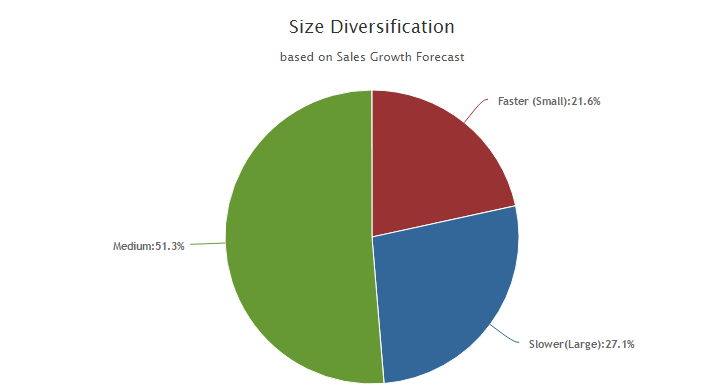 Size Diversification
based on Sales Growth Forecast
Faster (Small):21.6%
Medium:51.3%
Slower(Large):27.1%